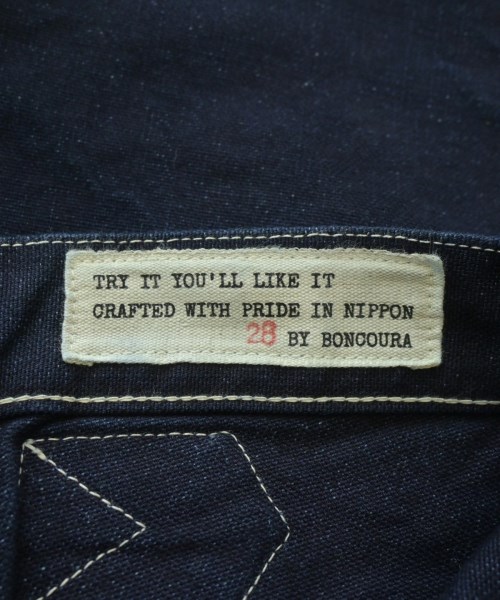 TRY IT YOU'LL LIKE IT
CRAFTED WITH PRIDE IN NIPPON
28 BY BONCOURA